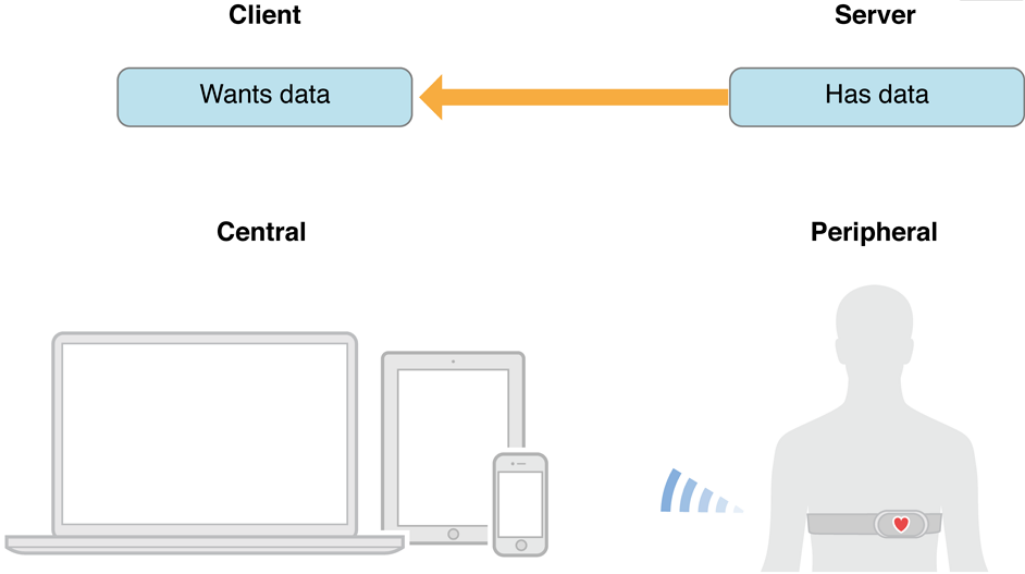 Client
Server
Wants data
Has data
Central
Peripheral